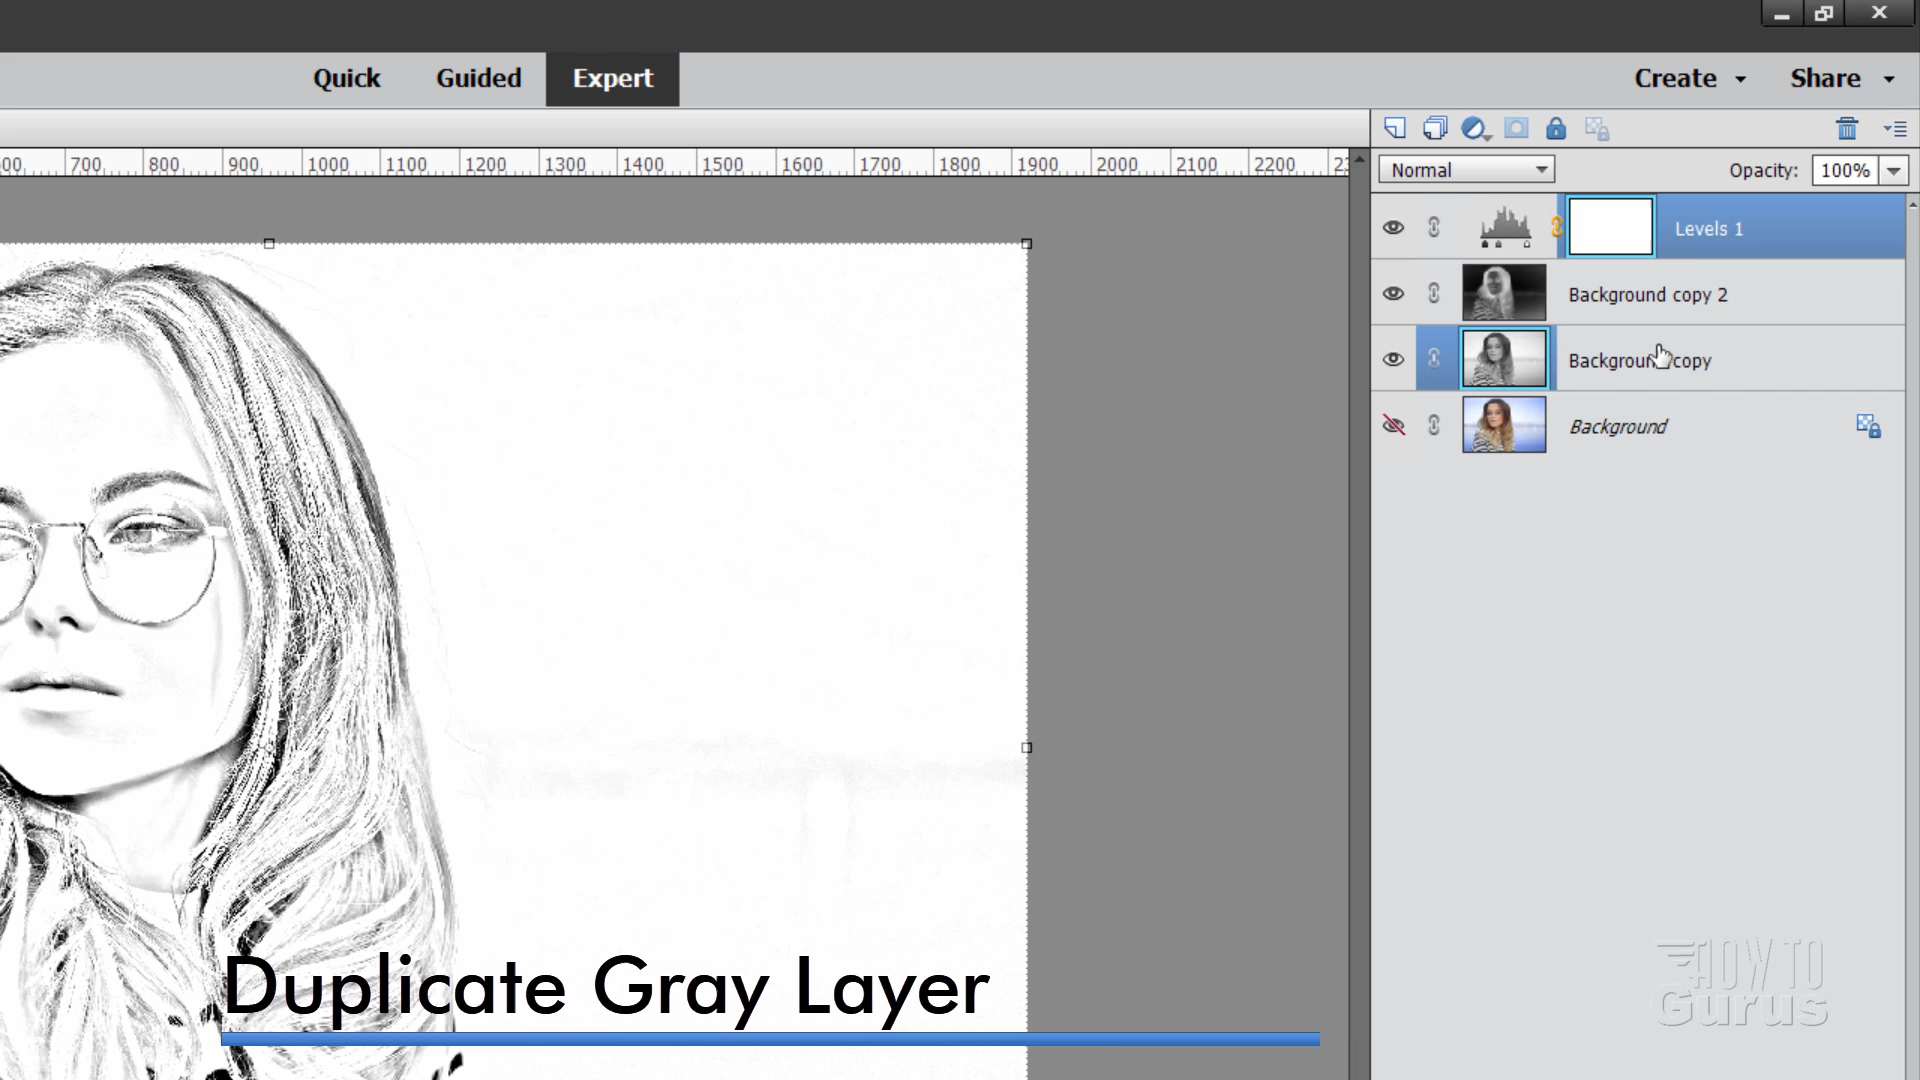 Quick Guided Expert Create Share
700 800 900 1000 1100 1200 1300 1400 1500 1600 1700 1800 1900 2000 2100 2200
Normal Opacity: 100%
Levels 1
Background copy 2
Background copy
Background
Duplicate Gray Layer
HOW TO
Gurus